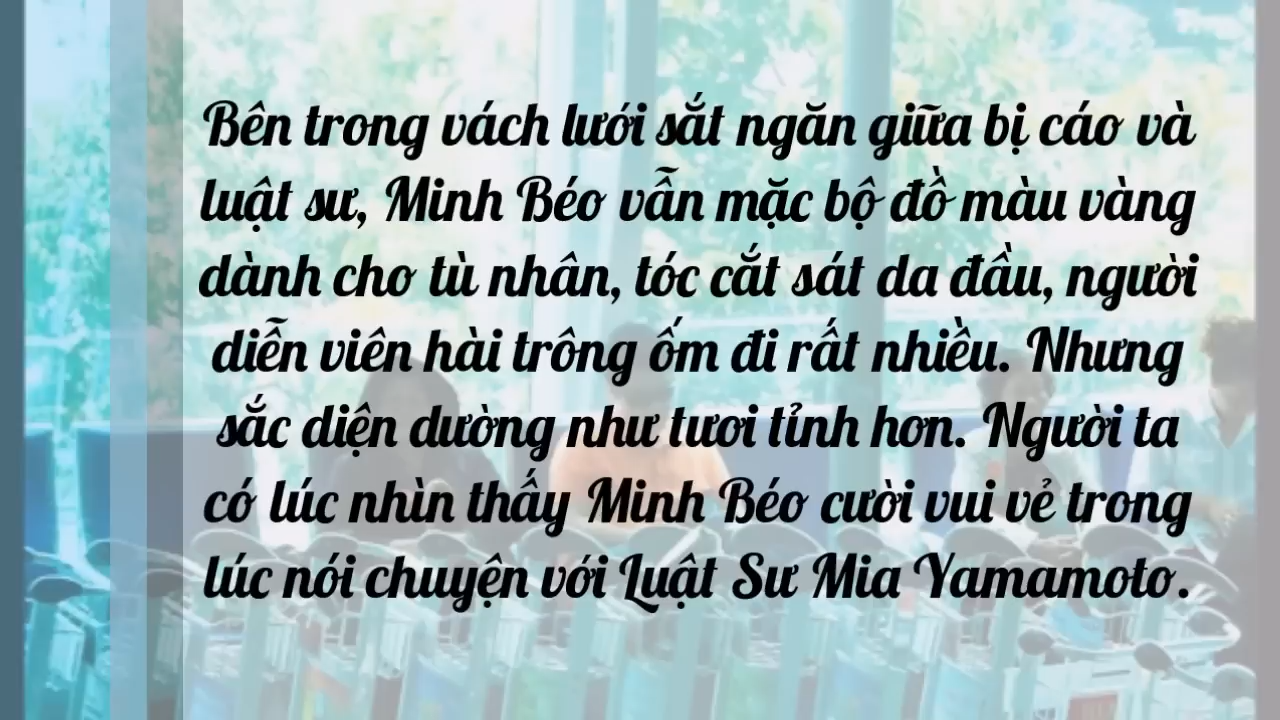 Bên trong vách lưới sắt ngăn giữa bị cáo và
luật sư, Minh Béo vẫn mặc bộ đồ màu vàng
dành cho tù nhân, tóc cắt sát da đầu, người
diễn viên hài trông ốm đi rất nhiều. Nhưng
sắc diện dường như tươi tỉnh hơn. Người ta
có lúc nhìn thấy Minh Béo cười vui vẻ trong
lúc nói chuyện với Luật Sư Mia Yamamoto.